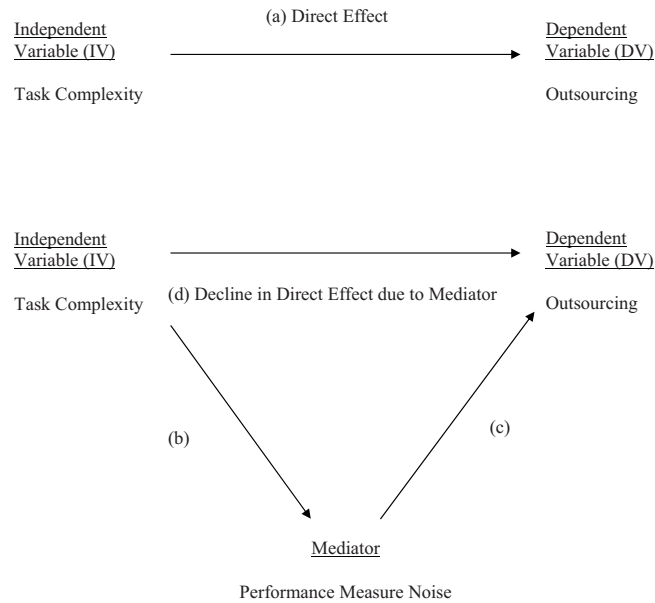 (a) Direct Effect
Independent
Variable (IV)
Dependent
Variable (DV)
Task Complexity
Outsourcing
Independent
Variable (IV)
Dependent
Variable (DV)
Task Complexity
(d) Decline in Direct Effect due to Mediator
Outsourcing
(b)
(c)
Mediator
Performance Measure Noise